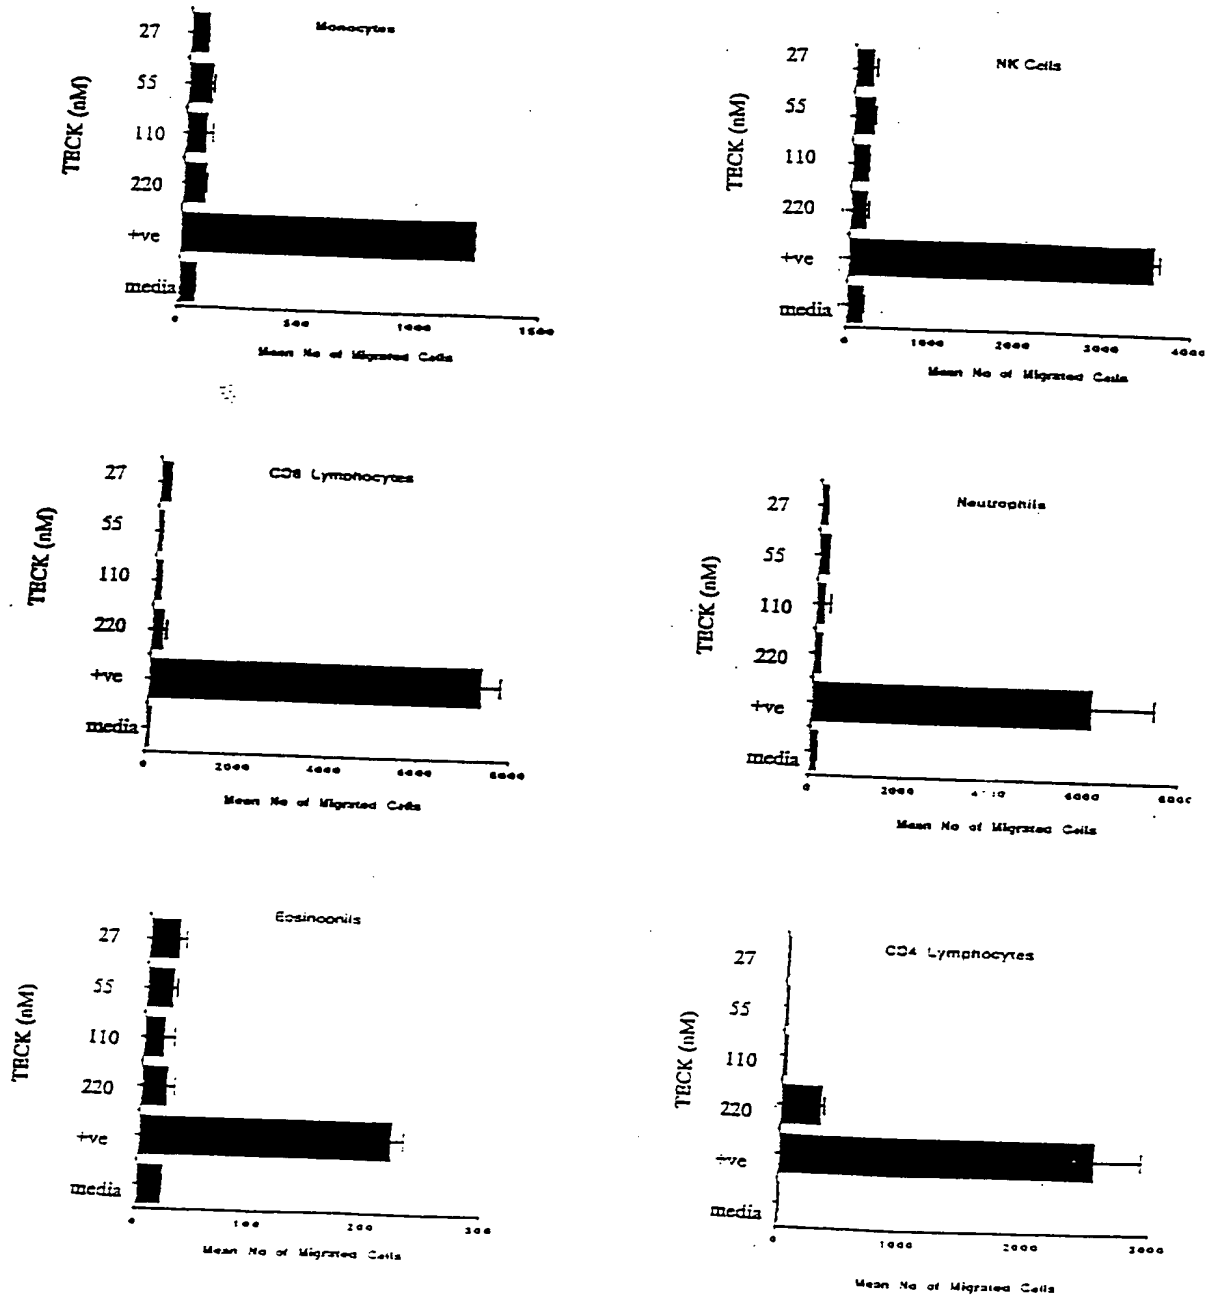 Monocytes
TECK (nM)
27
55
110
220
+ve
media
0 500 1000 1500
Mean No of Migrated Cells
NK Cells
TECK (nM)
27
55
110
220
+ve
media
0 1000 2000 3000 4000
Mean No of Migrated Cells
CD8 Lymphocytes
TECK (nM)
27
55
110
220
+ve
media
0 2000 4000 6000 8000
Mean No of Migrated Cells
Neutrophils
TECK (nM)
27
55
110
220
+ve
media
0 2000 6000 8000
Mean No of Migrated Cells
Eosinophils
TECK (nM)
27
55
110
220
+ve
media
0 100 200 300
Mean No of Migrated Cells
CD4 Lymphocytes
TECK (nM)
27
55
110
220
+ve
media
0 1000 2000 3000
Mean No of Migrated Cells